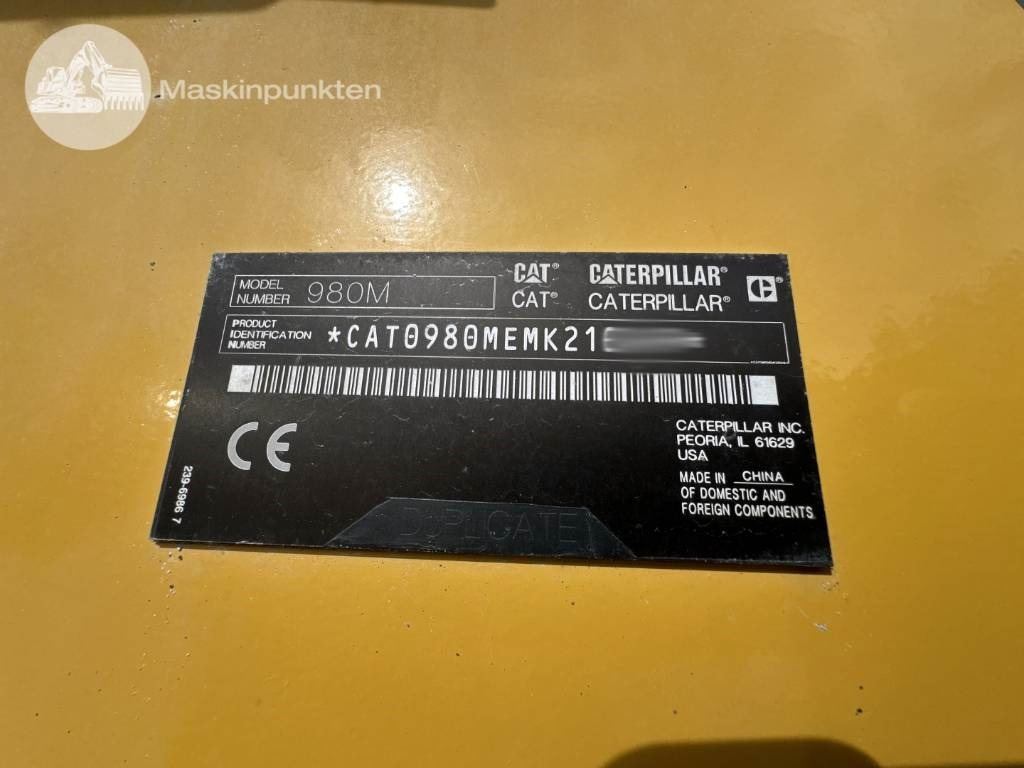 Maskinpunkten
MODEL NUMBER 980M
CAT® CATERPILLAR®
CAT® CATERPILLAR®
PRODUCT
IDENTIFICATION
NUMBER
*CAT0980MEMK21
CE
CATERPILLAR INC.
PEORIA, IL 61629
USA
MADE IN CHINA
OF DOMESTIC AND
FOREIGN COMPONENTS
239-6986 7
DUPLICATE